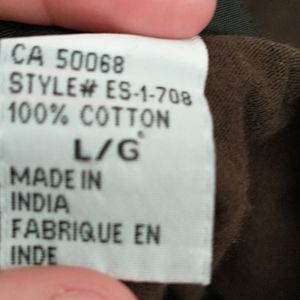 CA 50068
STYLE# ES-1-708
100% COTTON
L/G
MADE IN
INDIA
FABRIQUE EN
INDE